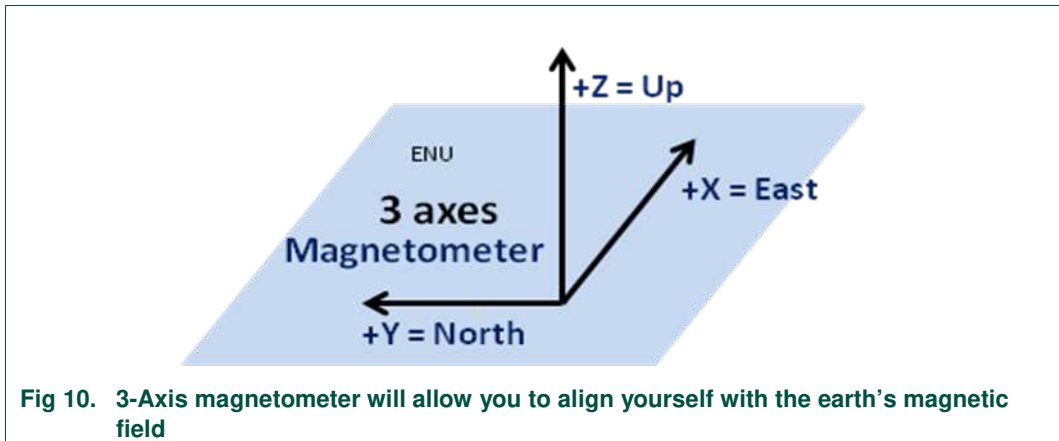 +Z = Up
ENU
+X = East
3 axes
Magnetometer
+Y = North
Fig 10. 3-Axis magnetometer will allow you to align yourself with the earth's magnetic
field